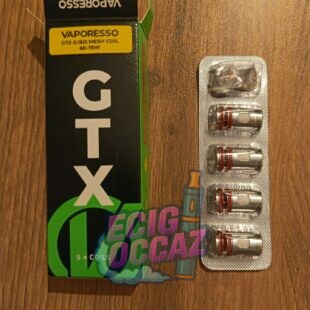 VAPORESSO
VAPORESSO
GTX 0.15Ω MESH COIL
60-75W
GTX
5 × COILS
ECIG
OCCAZ